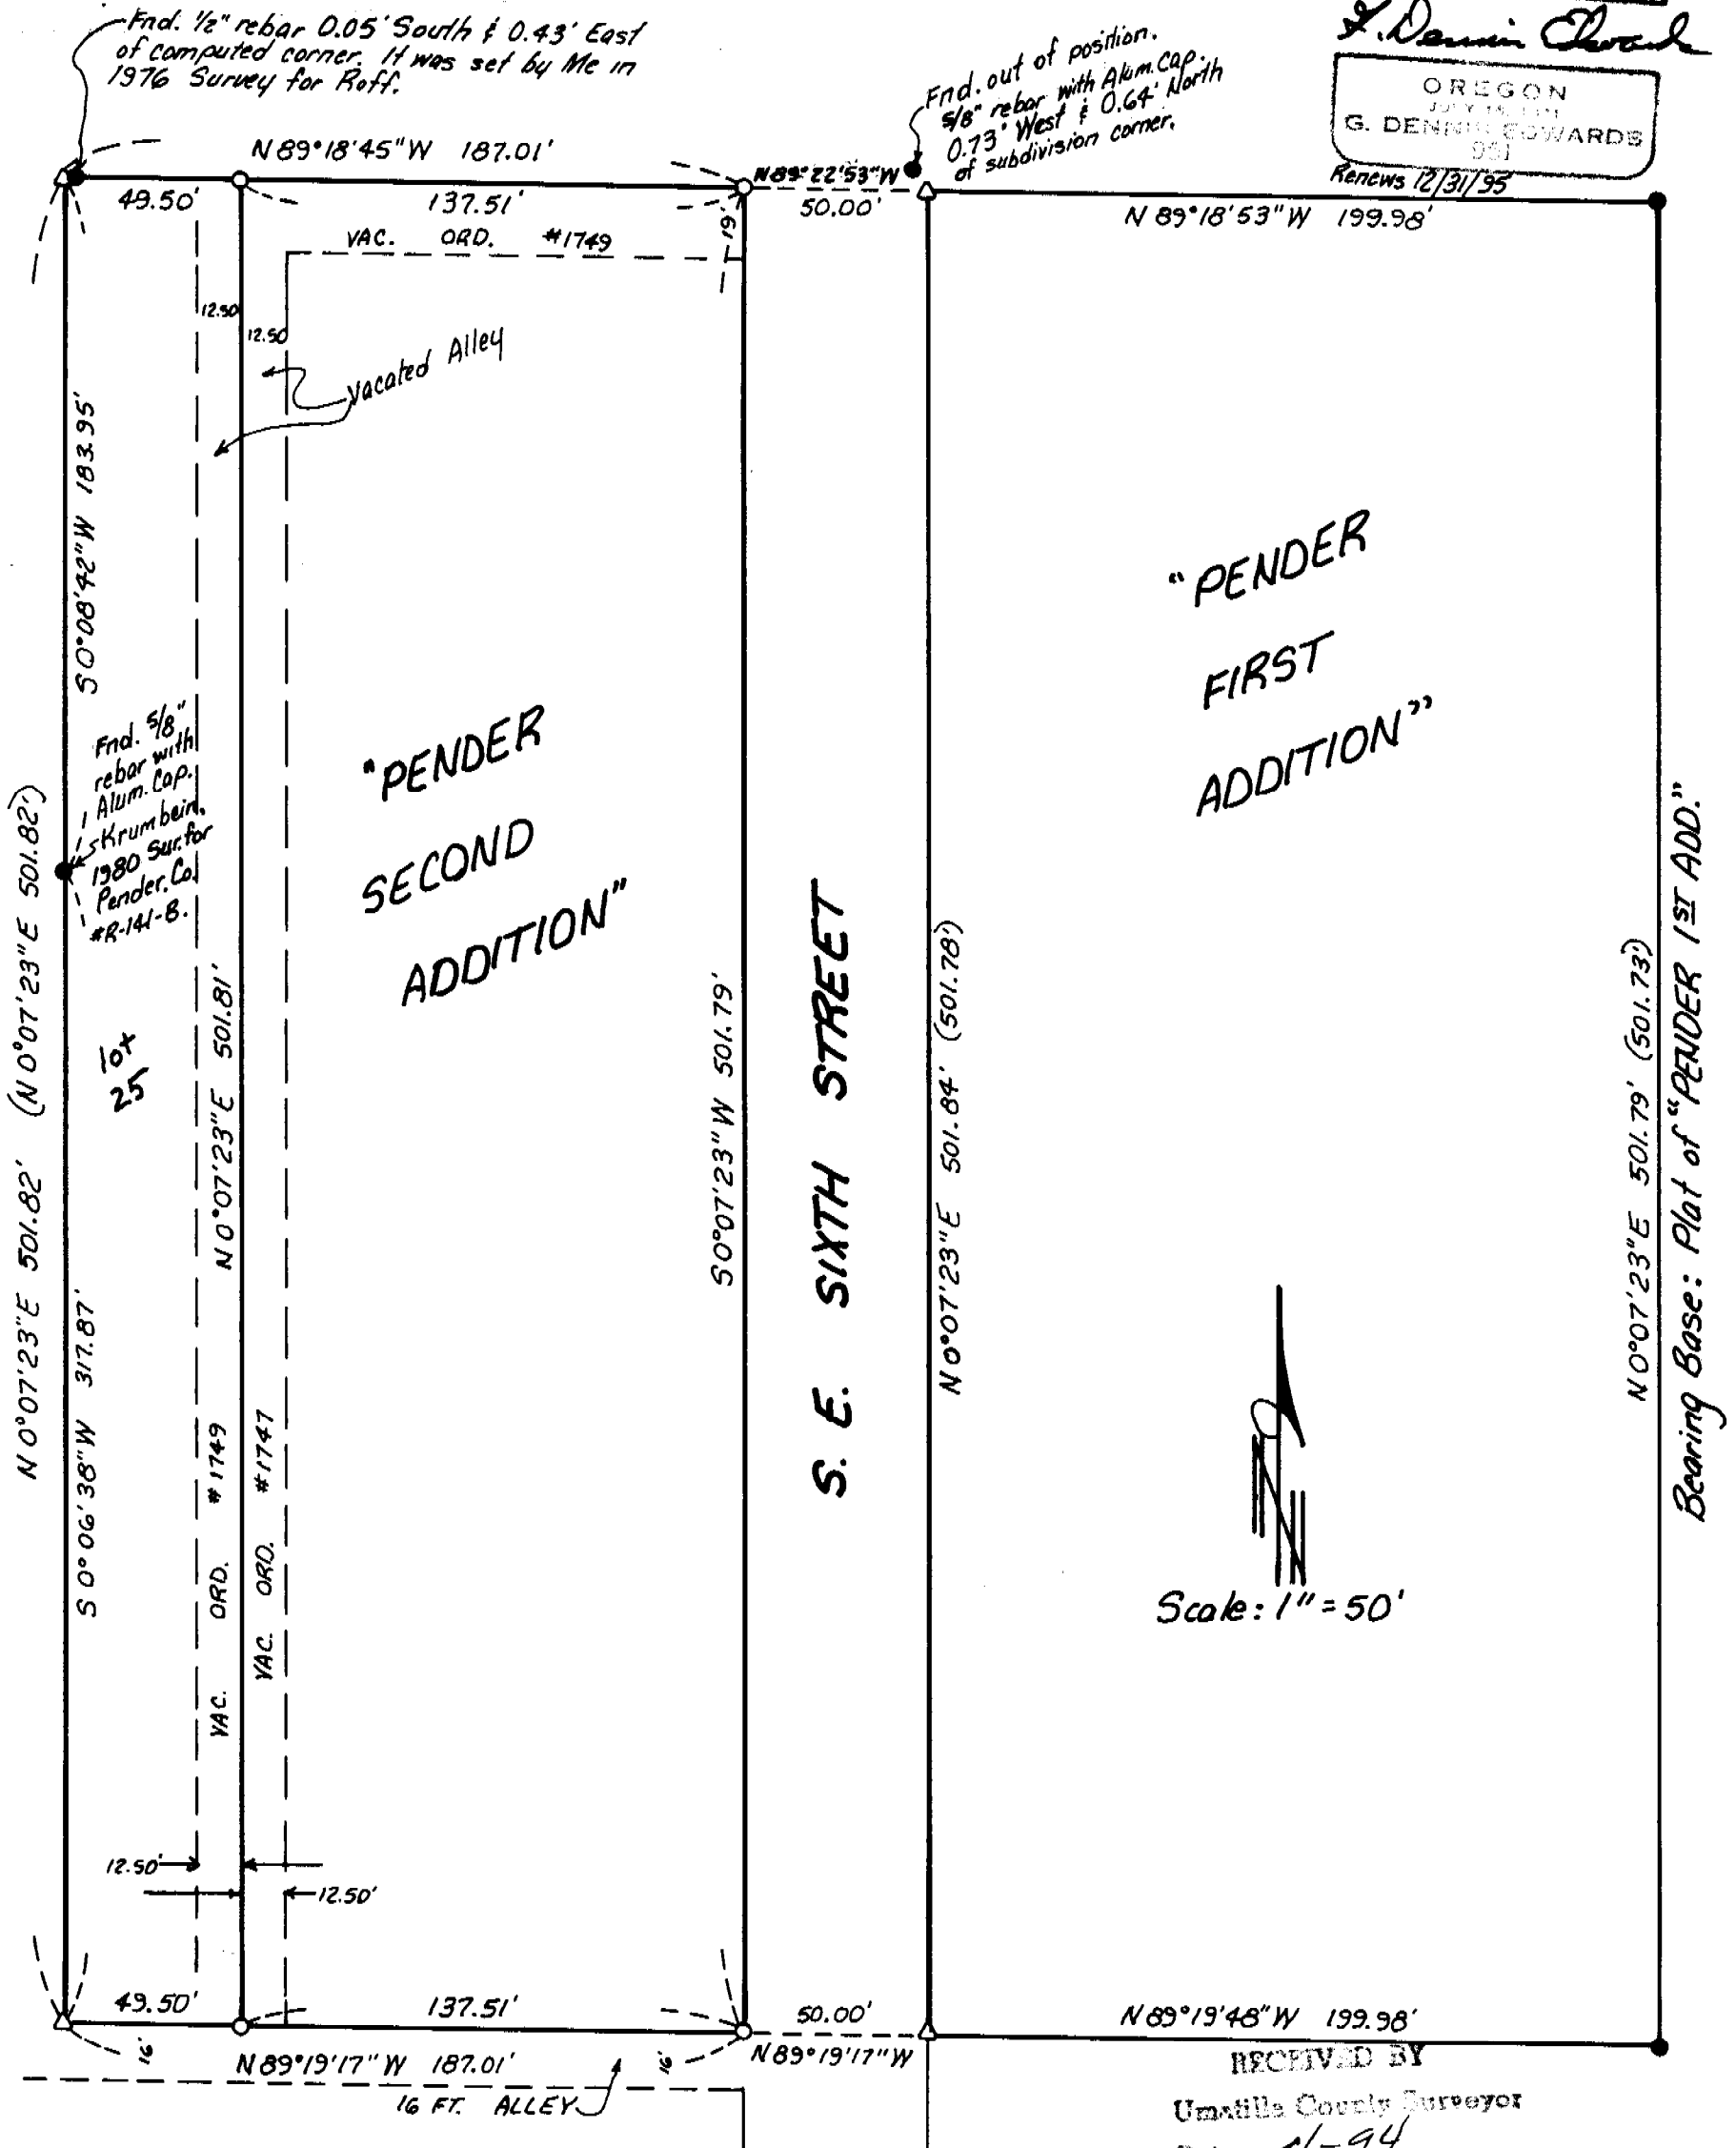 Fnd. 1/2" rebar 0.05' South & 0.43' East
of computed corner. It was set by Me in
1976 Survey for Roff.
Fnd. out of position.
5/8" rebar with Alum. Cap.
0.73' West & 0.64' North
of subdivision corner.
OREGON
G. DENNIS EDWARDS
Renews 12/31/95
N 89°18'45" W 187.01'
N 89°22'53" W
49.50'
137.51'
50.00'
N 89°18'53" W 199.98'
VAC. ORD. #1749
19'
12.50
12.50
Vacated Alley
S 0°08'42" W 183.95'
Fnd. 5/8"
rebar with
Alum. Cap.
Krumbein,
1980 Sur. for
Pender. Co.
#R-141-B.
"PENDER
SECOND
ADDITION"
"PENDER
FIRST
ADDITION"
lot
25
N 0°07'23" E 501.82' (N 0°07'23" E 501.82')
S 0°06'38" W 317.87'
N 0°07'23" E 501.81'
VAC. ORD. #1749
VAC. ORD. #1747
S 0°07'23" W 501.79'
S. E. SIXTH STREET
N 0°07'23" E 501.84' (501.78')
N 0°07'23" E 501.79' (501.73')
Bearing Base: Plat of "PENDER 1ST ADD."
N
Scale: 1" = 50'
12.50'
12.50'
49.50'
137.51'
50.00'
N 89°19'48" W 199.98'
16'
N 89°19'17" W 187.01'
16'
N 89°19'17" W
16 FT. ALLEY
RECEIVED BY
Umatilla County Surveyor